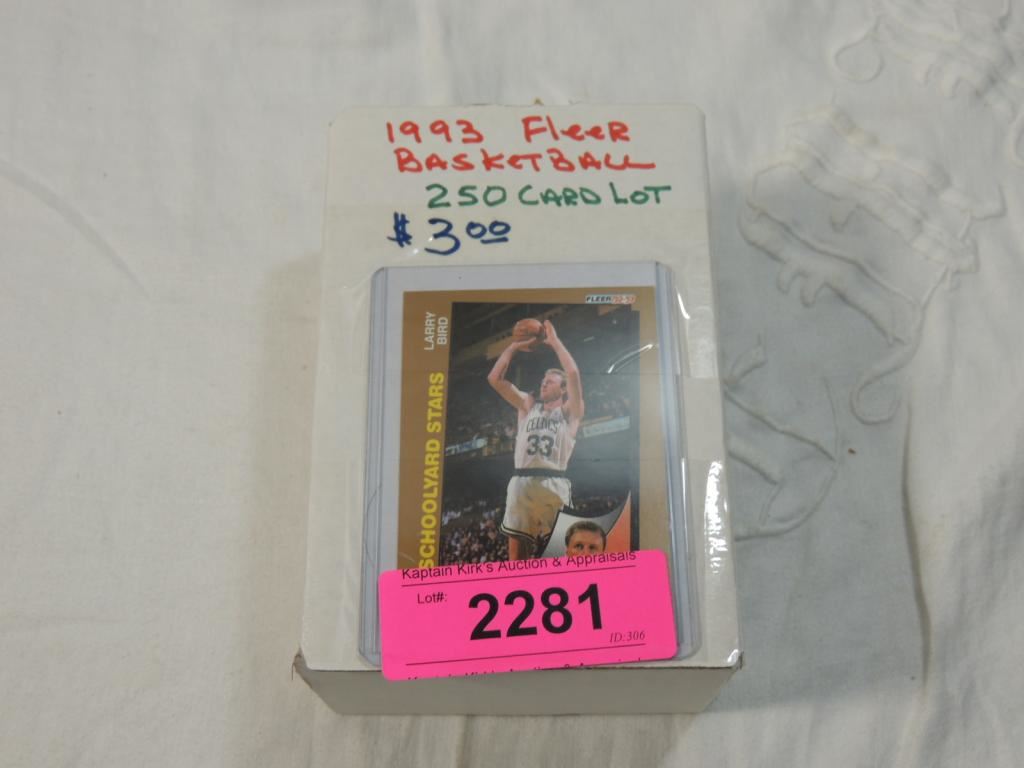 1993 FleeR
BASKETBALL
250 CARD LOT
$3.00
FLEER '92-'93
LARRY
BIRD
SCHOOLYARD STARS
CELTICS
33
Kaptain Kirk's Auction & Appraisals
Lot#: 2281
ID:306